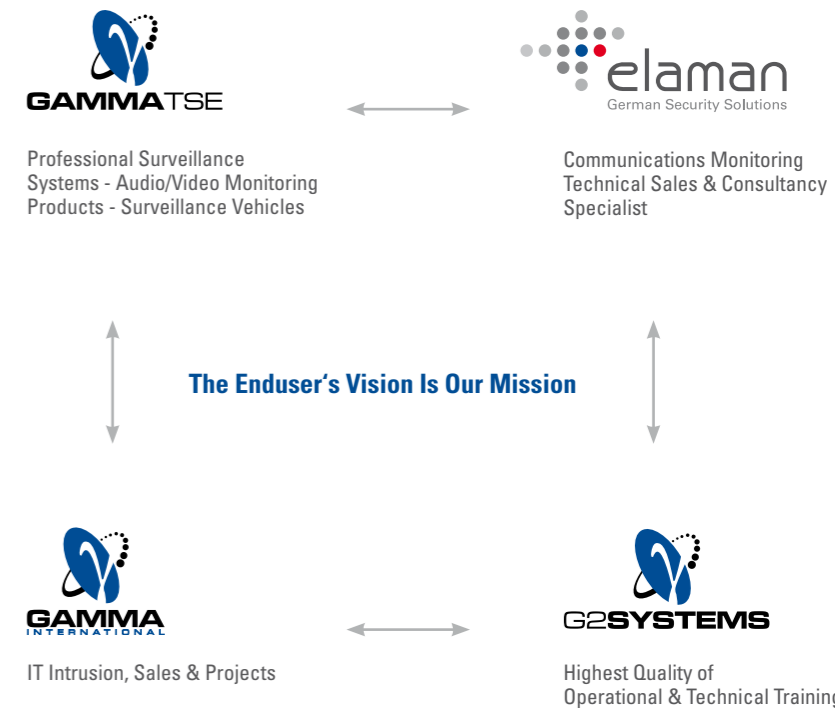 GAMMATSE
elaman
German Security Solutions
Professional Surveillance
Systems - Audio/Video Monitoring
Products - Surveillance Vehicles
Communications Monitoring
Technical Sales & Consultancy
Specialist
The Enduser‘s Vision Is Our Mission
GAMMA
INTERNATIONAL
G2SYSTEMS
IT Intrusion, Sales & Projects
Highest Quality of
Operational & Technical Training